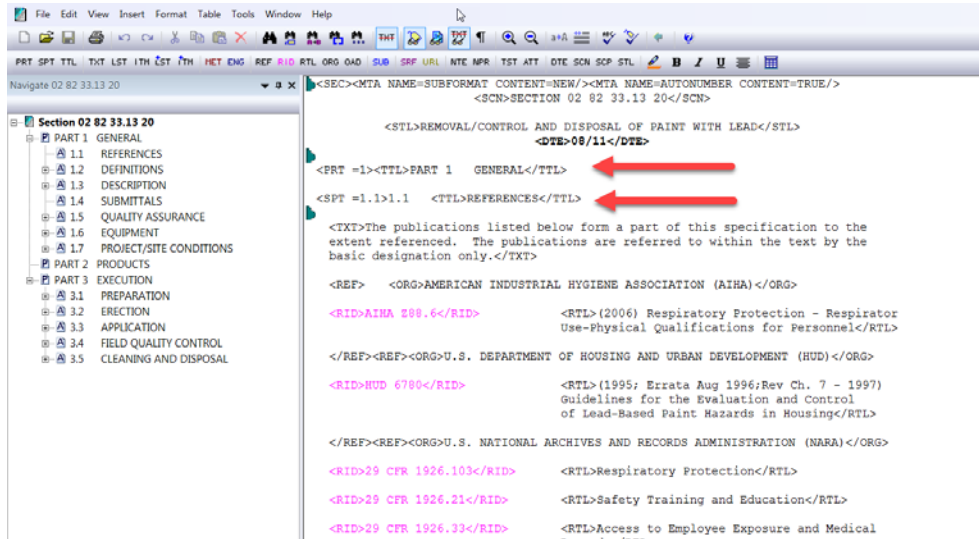 File Edit View Insert Format Table Tools Window Help
PRT SPT TTL TXT LST ITM LST ITM MET ENG REF RID RTL ORG OAD SUB SRF URL NTE NPR TST ATT DTE SCN SCP STL B I U
Navigate 02 82 33.13 20
Section 02 82 33.13 20
PART 1 GENERAL
1.1 REFERENCES
1.2 DEFINITIONS
1.3 DESCRIPTION
1.4 SUBMITTALS
1.5 QUALITY ASSURANCE
1.6 EQUIPMENT
1.7 PROJECT/SITE CONDITIONS
PART 2 PRODUCTS
PART 3 EXECUTION
3.1 PREPARATION
3.2 ERECTION
3.3 APPLICATION
3.4 FIELD QUALITY CONTROL
3.5 CLEANING AND DISPOSAL
<SEC><MTA NAME=SUBFORMAT CONTENT=NEW/><MTA NAME=AUTONUMBER CONTENT=TRUE/>
<SCN>SECTION 02 82 33.13 20</SCN>
<STL>REMOVAL/CONTROL AND DISPOSAL OF PAINT WITH LEAD</STL>
<DTE>08/11</DTE>
<PRT =1><TTL>PART 1 GENERAL</TTL>
<SPT =1.1>1.1 <TTL>REFERENCES</TTL>
<TXT>The publications listed below form a part of this specification to the
extent referenced. The publications are referred to within the text by the
basic designation only.</TXT>
<REF> <ORG>AMERICAN INDUSTRIAL HYGIENE ASSOCIATION (AIHA)</ORG>
<RID>AIHA Z88.6</RID> <RTL>(2006) Respiratory Protection - Respirator
Use-Physical Qualifications for Personnel</RTL>
</REF><REF><ORG>U.S. DEPARTMENT OF HOUSING AND URBAN DEVELOPMENT (HUD)</ORG>
<RID>HUD 6780</RID> <RTL>(1995; Errata Aug 1996;Rev Ch. 7 - 1997)
Guidelines for the Evaluation and Control
of Lead-Based Paint Hazards in Housing</RTL>
</REF><REF><ORG>U.S. NATIONAL ARCHIVES AND RECORDS ADMINISTRATION (NARA)</ORG>
<RID>29 CFR 1926.103</RID> <RTL>Respiratory Protection</RTL>
<RID>29 CFR 1926.21</RID> <RTL>Safety Training and Education</RTL>
<RID>29 CFR 1926.33</RID> <RTL>Access to Employee Exposure and Medical